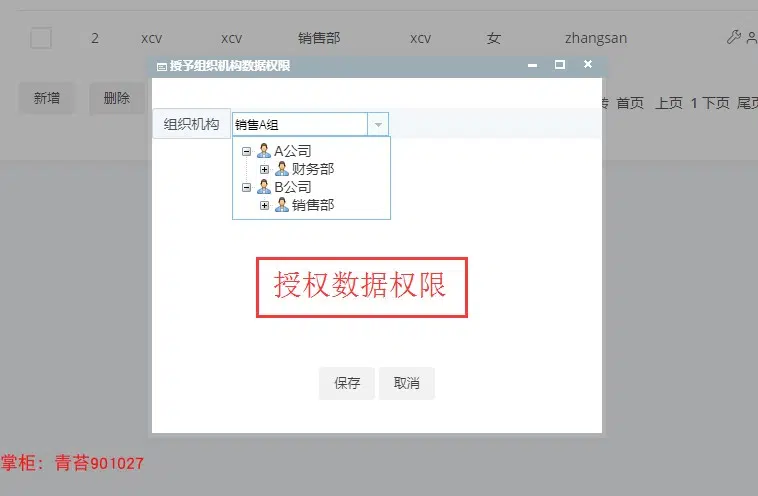 2 xcv xcv 销售部 xcv 女 zhangsan
授予组织机构数据权限
新增 删除 转 首页 上页 1 下页 尾页
组织机构 销售A组
A公司
财务部
B公司
销售部
授权数据权限
保存 取消
掌柜：青苔901027